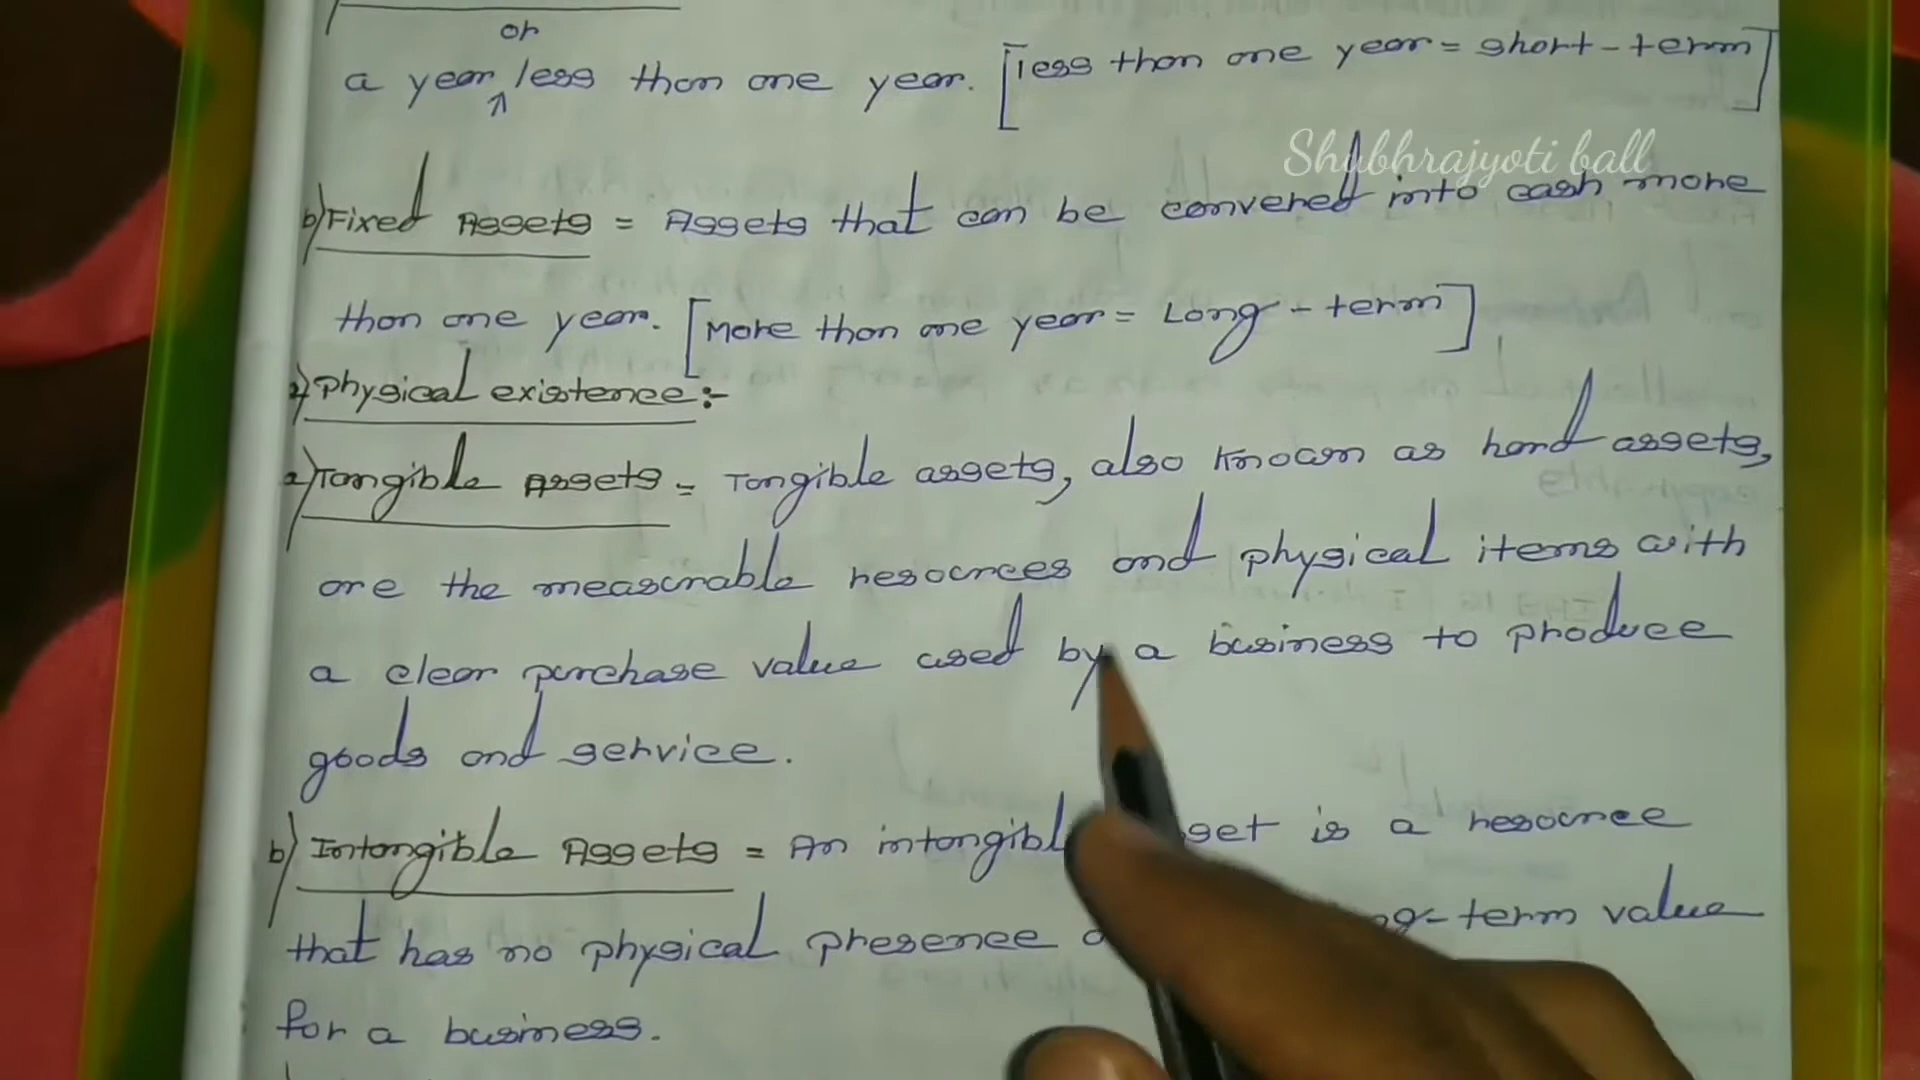 or
a year less than one year. [less than one year = short-term]
Shubhrajyoti ball
b) Fixed Assets = Assets that can be convered into cash more
than one year. [More than one year = Long-term]
2) Physical existence:-
a) Tangible Assets = Tangible assets, also known as hard assets,
are the measurable resources and physical items with
a clear purchase value used by a business to produce
goods and service.
b) Intangible Assets = An intangible is a resource
that has no physical presence term value
for a business.